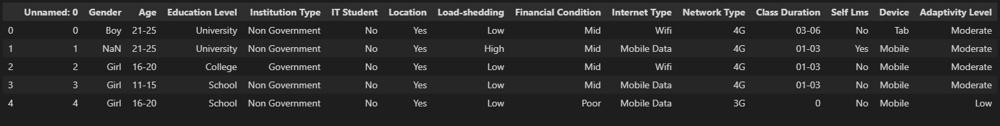 Unnamed: 0 Gender Age Education Level Institution Type IT Student Location Load-shedding Financial Condition Internet Type Network Type Class Duration Self Lms Device Adaptivity Level
0 0 Boy 21-25 University Non Government No Yes Low Mid Wifi 4G 03-06 No Tab Moderate
1 1 NaN 21-25 University Non Government No Yes High Mid Mobile Data 4G 01-03 Yes Mobile Moderate
2 2 Girl 16-20 College Government No Yes Low Mid Wifi 4G 01-03 No Mobile Moderate
3 3 Girl 11-15 School Non Government No Yes Low Mid Mobile Data 4G 01-03 No Mobile Moderate
4 4 Girl 16-20 School Non Government No Yes Low Poor Mobile Data 3G 0 No Mobile Low